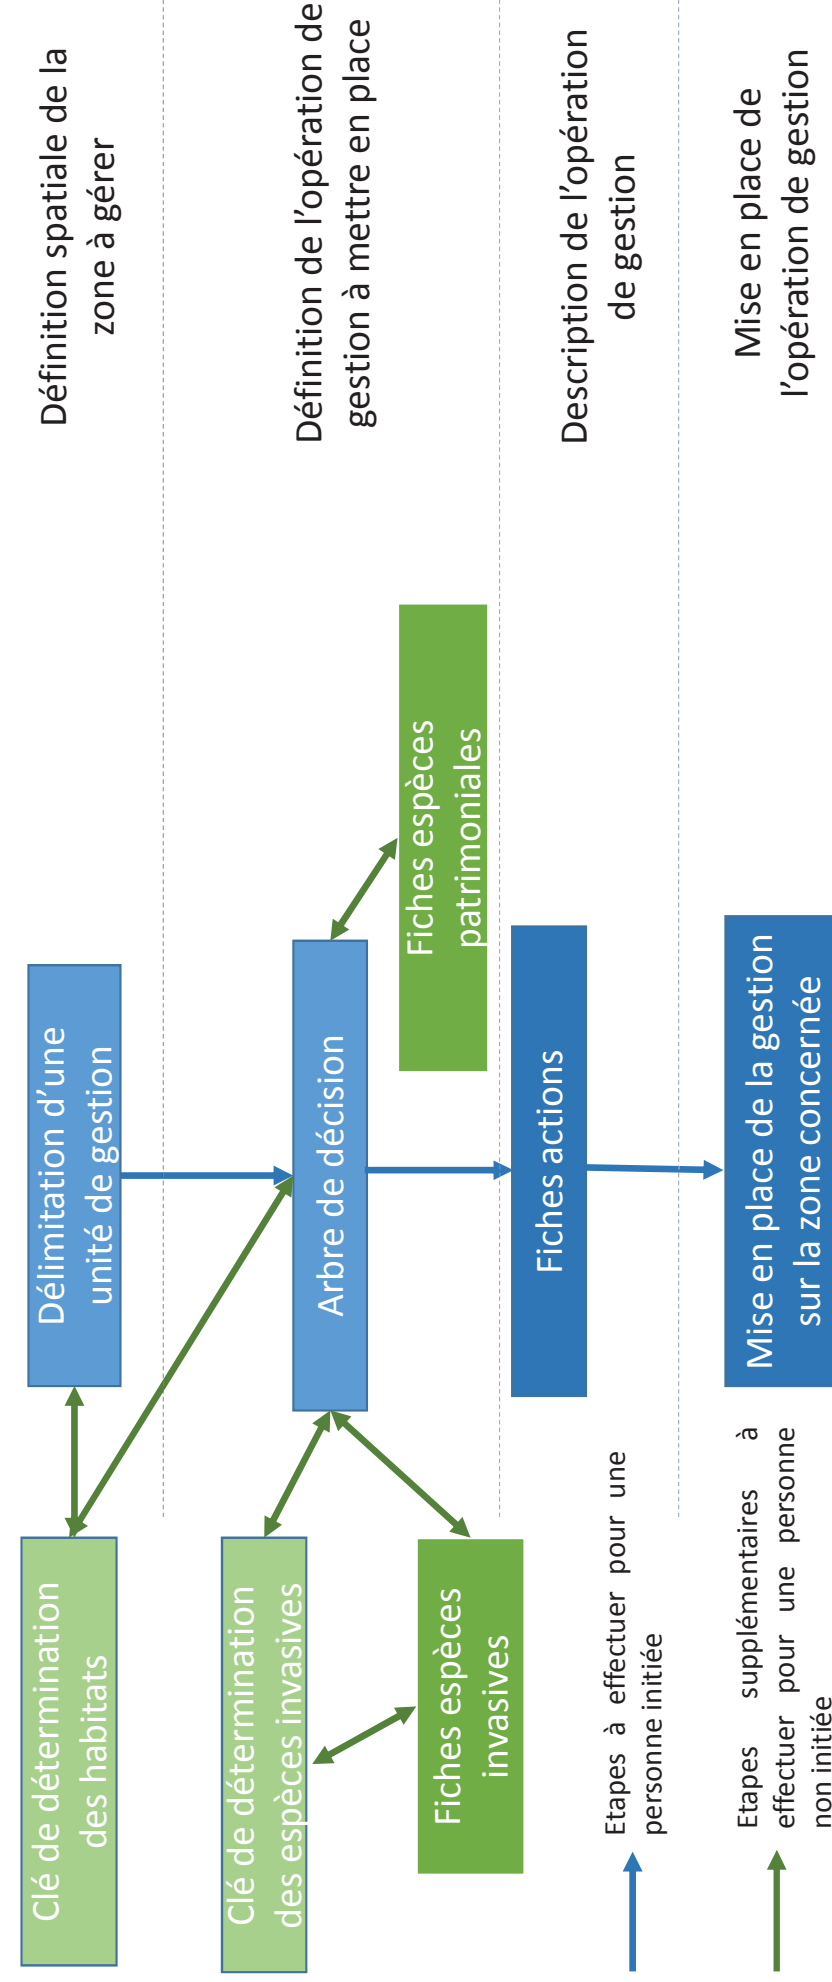 Clé de détermination
des habitats
Délimitation d’une
unité de gestion
Définition spatiale de la
zone à gérer
Clé de détermination
des espèces invasives
Fiches espèces
invasives
Arbre de décision
Fiches espèces
patrimoniales
Définition de l’opération de
gestion à mettre en place
Fiches actions
Description de l’opération
de gestion
Mise en place de la gestion
sur la zone concernée
Mise en place de
l’opération de gestion
Etapes à effectuer pour une
personne initiée
Etapes supplémentaires à
effectuer pour une personne
non initiée